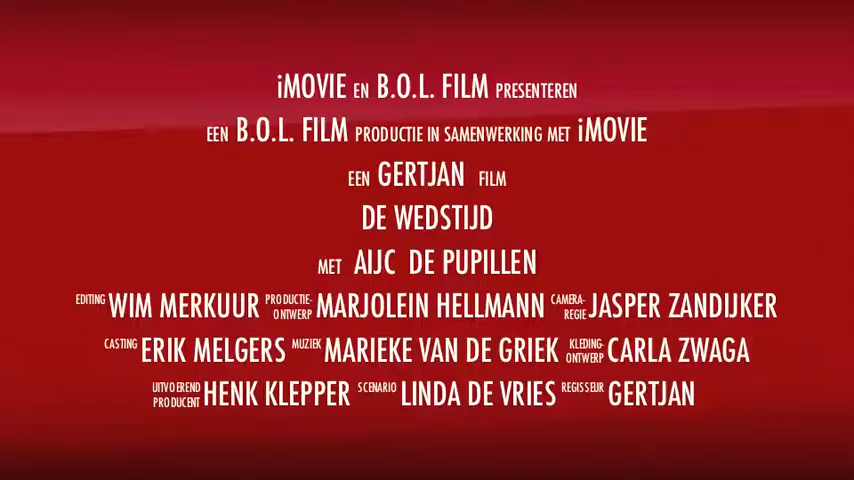 iMOVIE EN B.O.L. FILM PRESENTEREN
EEN B.O.L. FILM PRODUCTIE IN SAMENWERKING MET iMOVIE
EEN GERTJAN FILM
DE WEDSTIJD
MET AIJC DE PUPILLEN
EDITING WIM MERKUUR PRODUCTIE-ONTWERP MARJOLEIN HELLMANN CAMERA-REGIE JASPER ZANDIJKER
CASTING ERIK MELGERS MUZIEK MARIEKE VAN DE GRIEK KLEDING-ONTWERP CARLA ZWAGA
UITVOEREND PRODUCENT HENK KLEPPER SCENARIO LINDA DE VRIES REGISSEUR GERTJAN